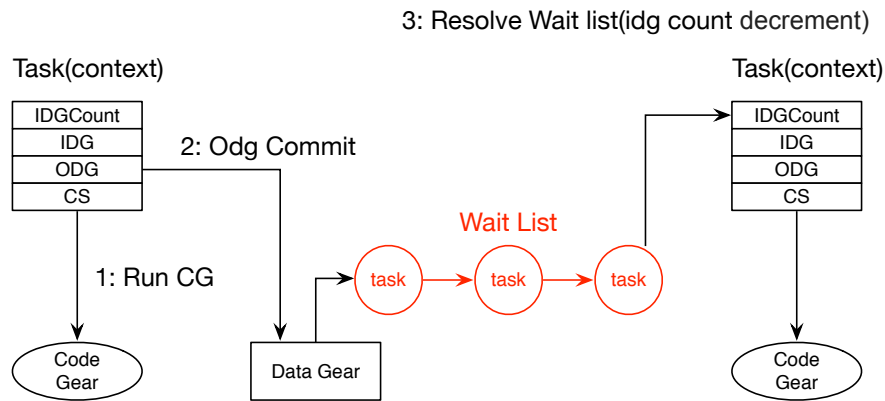 3: Resolve Wait list(idg count decrement)
Task(context)
IDGCount
IDG
ODG
CS
2: Odg Commit
1: Run CG
Code
Gear
Data Gear
Wait List
task
task
task
Task(context)
IDGCount
IDG
ODG
CS
Code
Gear